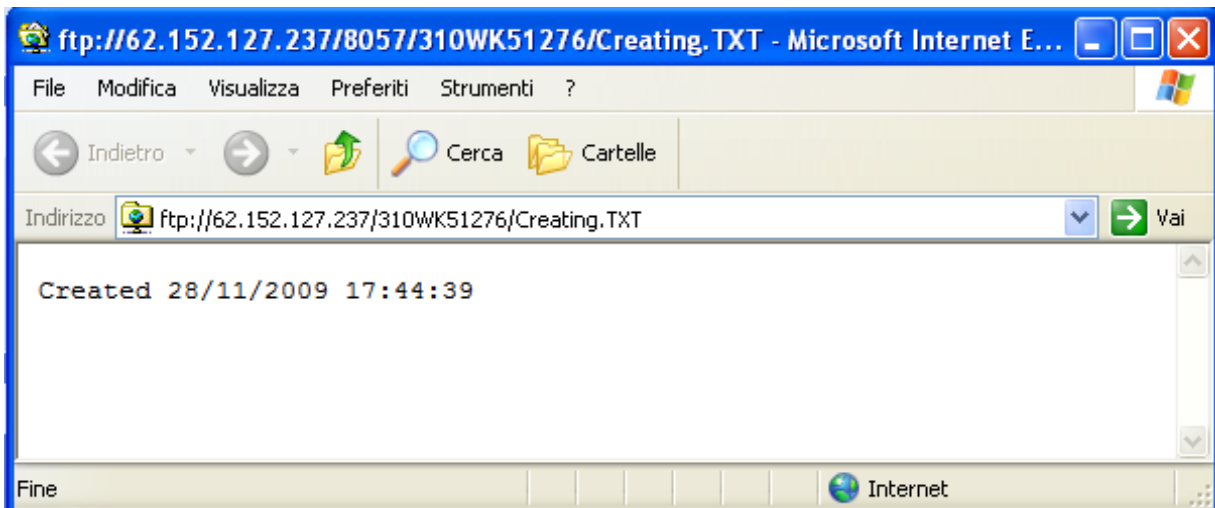 ftp://62.152.127.237/8057/310WK51276/Creating.TXT - Microsoft Internet E...
File Modifica Visualizza Preferiti Strumenti ?
Indietro Cerca Cartelle
Indirizzo ftp://62.152.127.237/310WK51276/Creating.TXT Vai
Created 28/11/2009 17:44:39
Fine Internet